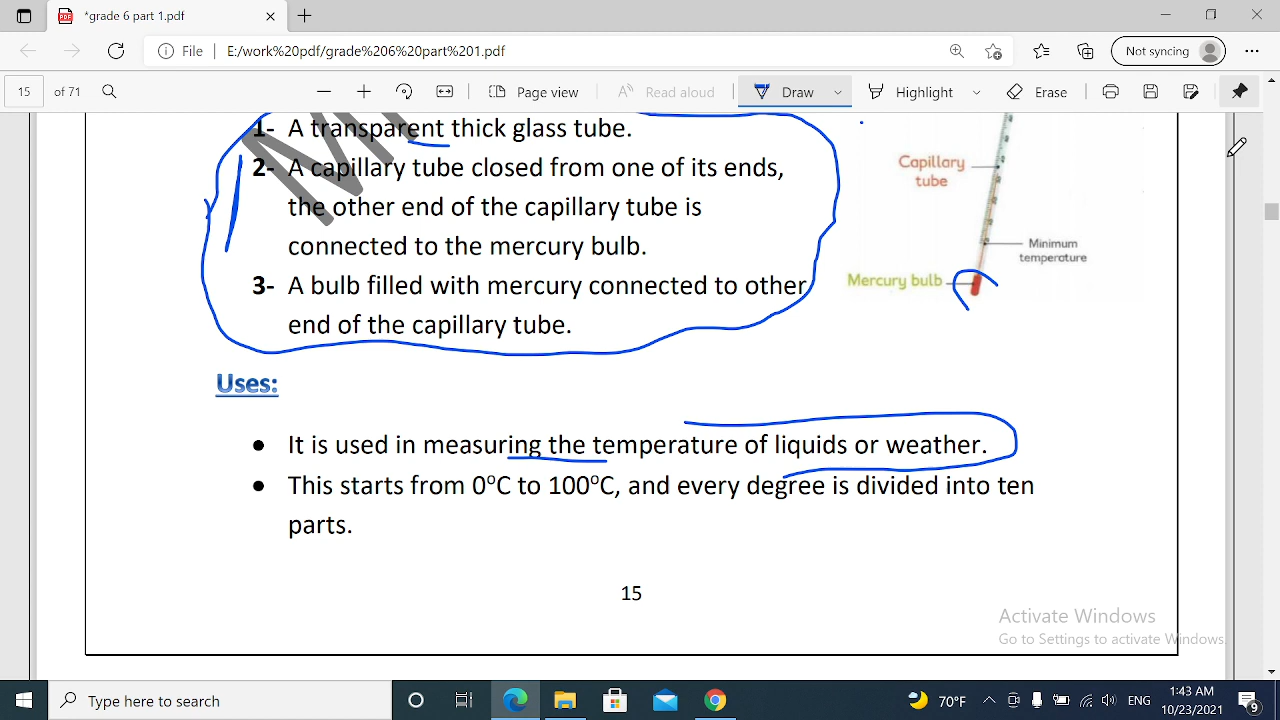 *grade 6 part 1.pdf
File | E:/work%20pdf/grade%206%20part%201.pdf
Not syncing
15 of 71
Page view
Read aloud
Draw
Highlight
Erase
1- A transparent thick glass tube.
2- A capillary tube closed from one of its ends,
the other end of the capillary tube is
connected to the mercury bulb.
3- A bulb filled with mercury connected to other
end of the capillary tube.
Capillary
tube
Minimum
temperature
Mercury bulb
Uses:
• It is used in measuring the temperature of liquids or weather.
• This starts from 0°C to 100°C, and every degree is divided into ten
parts.
15
Activate Windows
Go to Settings to activate Windows.
Type here to search
70°F
ENG
1:43 AM
10/23/2021
9